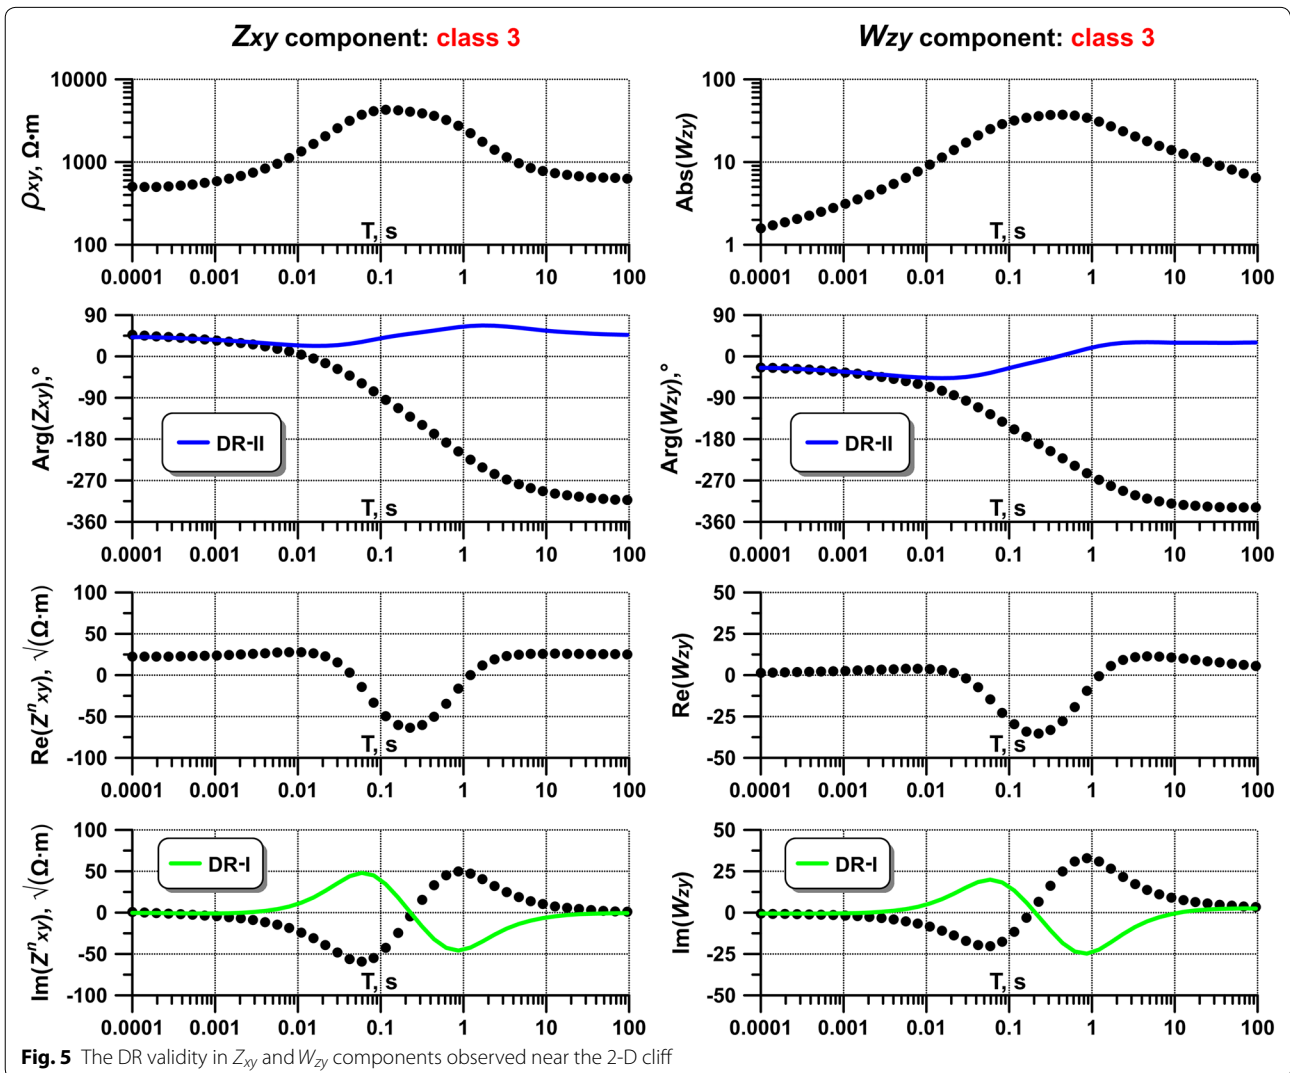 Zxy component: class 3
Wzy component: class 3
10000
1000
100
ρxy, Ω·m
T, s
0.0001 0.001 0.01 0.1 1 10 100
100
10
1
Abs(Wzy)
T, s
0.0001 0.001 0.01 0.1 1 10 100
90
0
-90
-180
-270
-360
Arg(Zxy),°
DR-II
T, s
0.0001 0.001 0.01 0.1 1 10 100
90
0
-90
-180
-270
-360
Arg(Wzy),°
DR-II
T, s
0.0001 0.001 0.01 0.1 1 10 100
100
50
0
-50
-100
Re(Zⁿxy), √(Ω·m)
T, s
0.0001 0.001 0.01 0.1 1 10 100
50
25
0
-25
-50
Re(Wzy)
T, s
0.0001 0.001 0.01 0.1 1 10 100
100
50
0
-50
-100
Im(Zⁿxy), √(Ω·m)
DR-I
T, s
0.0001 0.001 0.01 0.1 1 10 100
50
25
0
-25
-50
Im(Wzy)
DR-I
T, s
0.0001 0.001 0.01 0.1 1 10 100
Fig. 5 The DR validity in Zxy and Wzy components observed near the 2-D cliff